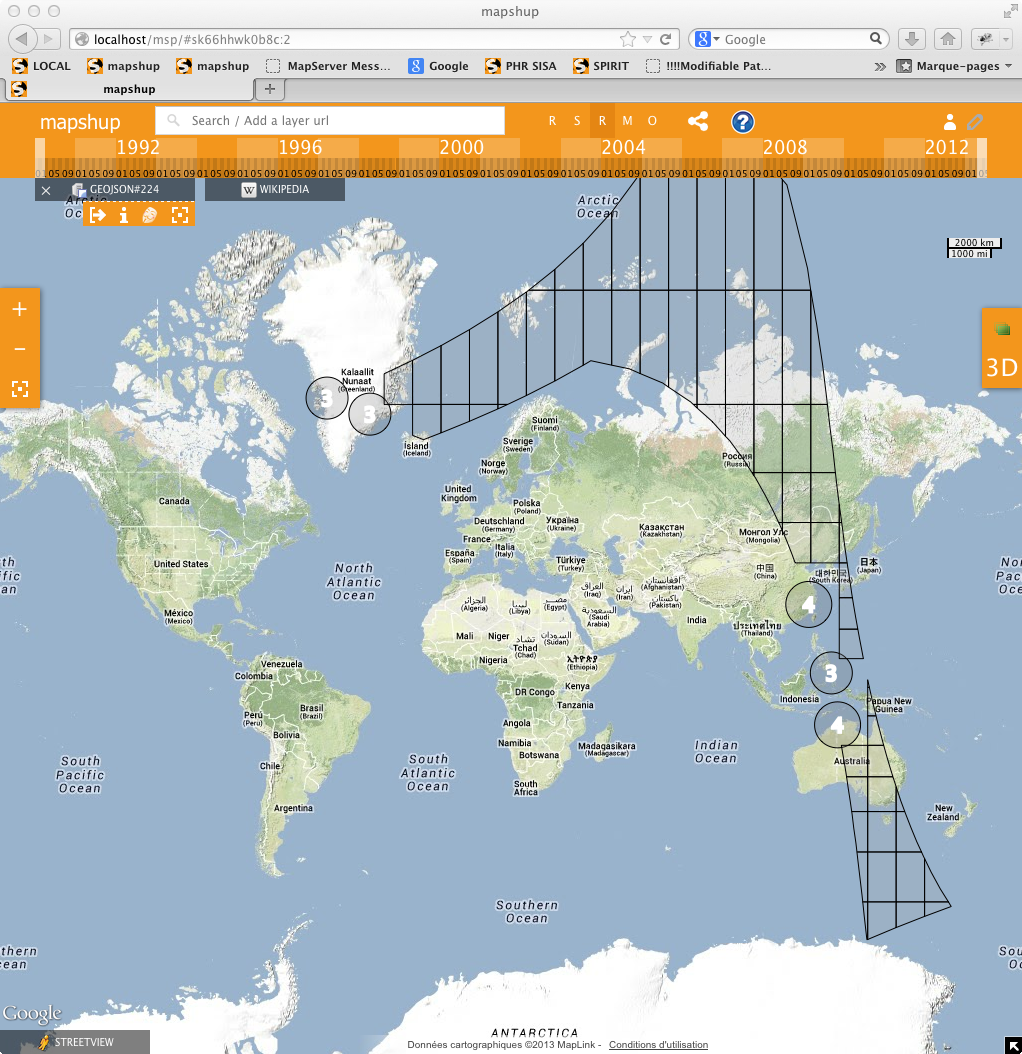 mapshup
localhost/msp/#sk66hhwk0b8c:2
Google
LOCAL mapshup mapshup MapServer Mess... Google PHR SISA SPIRIT !!!!Modifiable Pat... Marque-pages
mapshup
mapshup
Search / Add a layer url
R S R M O
1992 1996 2000 2004 2008 2012
GEOJSON#224
WIKIPEDIA
Arctic
Ocean
2000 km
1000 mi
3D
Kalaallit
Nunaat
(Greenland)
3
3
Ísland
(Iceland)
Suomi
(Finland)
Sverige
(Sweden)
Norge
(Norway)
Россия
(Russia)
United
Kingdom
Polska
(Poland)
Deutschland
(Germany)
Україна
(Ukraine)
France
Italia
(Italy)
España
(Spain)
Türkiye
(Turkey)
Қазақстан
(Kazakhstan)
Монгол Улс
(Mongolia)
中国
(China)
대한민국
(South Korea)
日本
(Japan)
Canada
United States
México
(Mexico)
North
Atlantic
Ocean
الجزائر
(Algeria)
ليبيا
(Libya)
مصر
(Egypt)
العراق
(Iraq)
ایران
(Iran)
افغانستان
(Afghanistan)
پاکستان
(Pakistan)
السعودية
(Saudi
Arabia)
India
ประเทศไทย
(Thailand)
4
Mali
Niger
تشاد
Tchad
(Chad)
السودان
(Sudan)
Nigeria
ኢትዮጵያ
(Ethiopia)
Kenya
DR Congo
Tanzania
Angola
Namibia
Botswana
Madagasikara
(Madagascar)
South
Africa
Venezuela
Colombia
Perú
(Peru)
Brasil
(Brazil)
Bolivia
Chile
Argentina
3
Indonesia
Papua New
Guinea
4
Australia
New
Zealand
South
Pacific
Ocean
South
Atlantic
Ocean
Indian
Ocean
Southern
Ocean
ANTARCTICA
Google
STREETVIEW
Données cartographiques ©2013 MapLink - Conditions d'utilisation